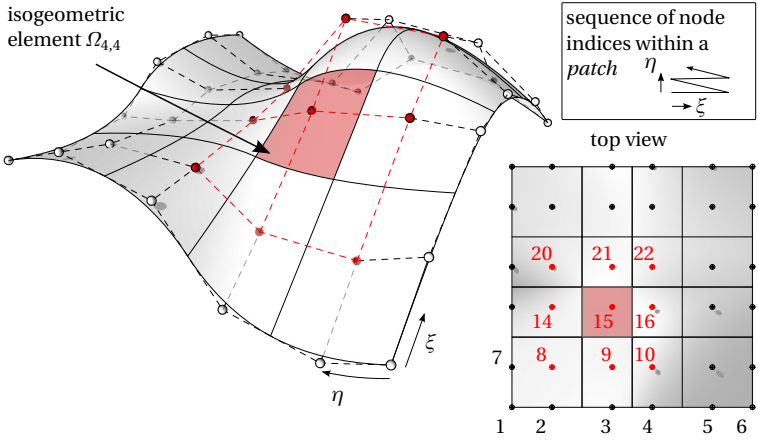 isogeometric
element Ω4,4
sequence of node
indices within a
patch
η
ξ
top view
20 21 22
14 15 16
7
8 9 10
1 2 3 4 5 6
ξ
η